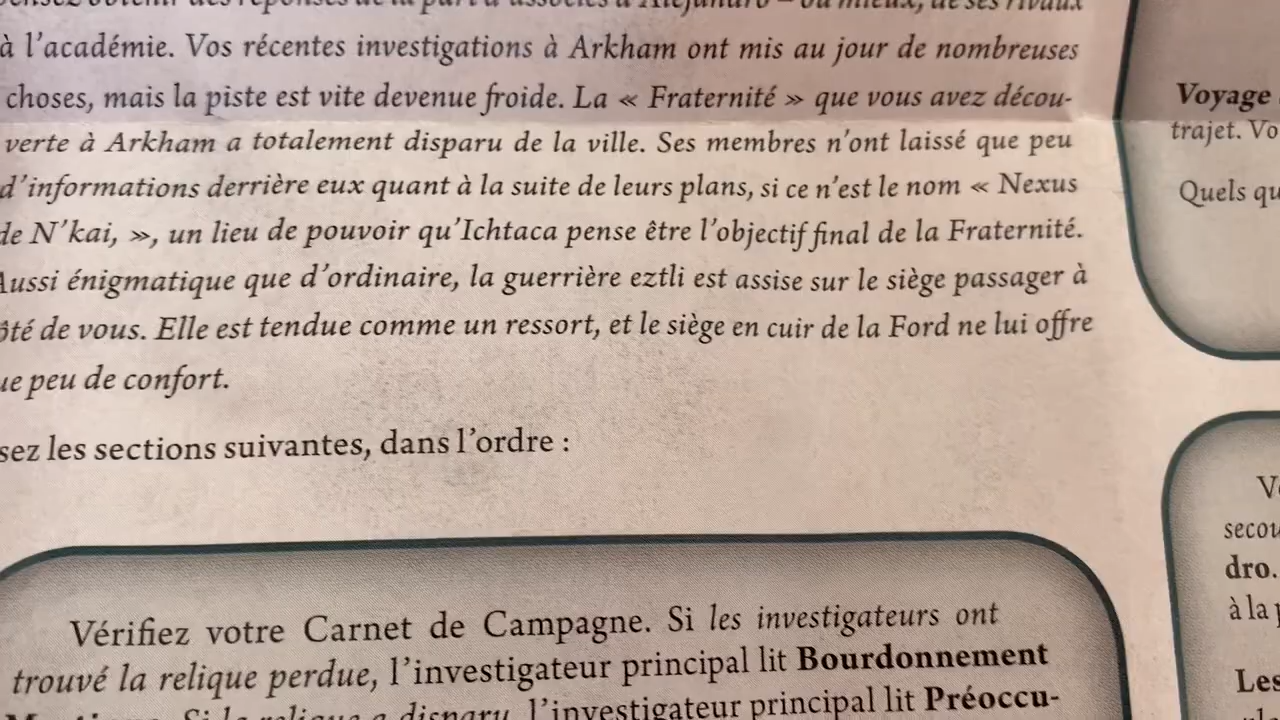 à l'académie. Vos récentes investigations à Arkham ont mis au jour de nombreuses
choses, mais la piste est vite devenue froide. La « Fraternité » que vous avez décou-
verte à Arkham a totalement disparu de la ville. Ses membres n'ont laissé que peu
d'informations derrière eux quant à la suite de leurs plans, si ce n'est le nom « Nexus
de N'kai, », un lieu de pouvoir qu'Ichtaca pense être l'objectif final de la Fraternité.
Aussi énigmatique que d'ordinaire, la guerrière eztli est assise sur le siège passager à
ôté de vous. Elle est tendue comme un ressort, et le siège en cuir de la Ford ne lui offre
ue peu de confort.
sez les sections suivantes, dans l'ordre :
Vérifiez votre Carnet de Campagne. Si les investigateurs ont
trouvé la relique perdue, l'investigateur principal lit Bourdonnement
Si la relique a disparu, l'investigateur principal lit Préoccu-
Voyage
trajet. Vo
Quels qu
secou
dro.
à la p
Les